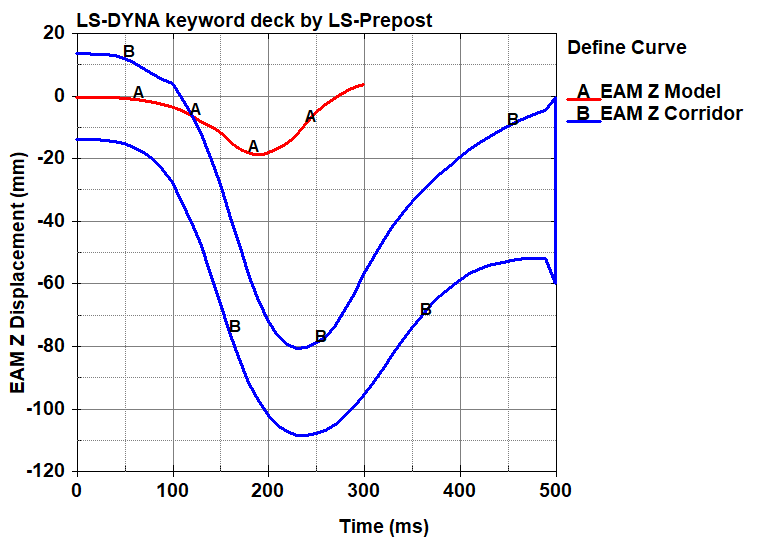 LS-DYNA keyword deck by LS-Prepost
Define Curve
A EAM Z Model
B EAM Z Corridor
EAM Z Displacement (mm)
20
0
-20
-40
-60
-80
-100
-120
B
A
A
A
A
B
B
B
B
0 100 200 300 400 500
Time (ms)